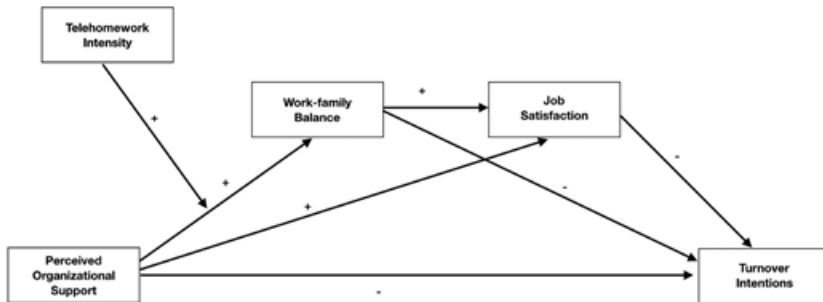 Telehomework
Intensity
+
Work-family
Balance
+
Job
Satisfaction
+
+
-
-
Perceived
Organizational
Support
-
Turnover
Intentions